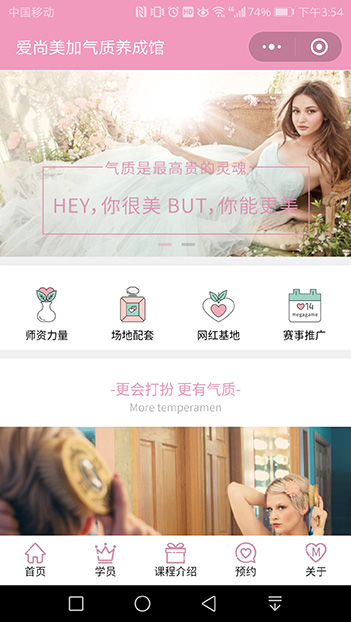 中国移动 HD 4G 74% 下午3:54
爱尚美加气质养成馆
气质是最高贵的灵魂
HEY,你很美 BUT,你能更美
师资力量 场地配套 网红基地 赛事推广
14
megagame
-更会打扮 更有气质-
More temperamen
首页 学员 课程介绍 预约 关于
M